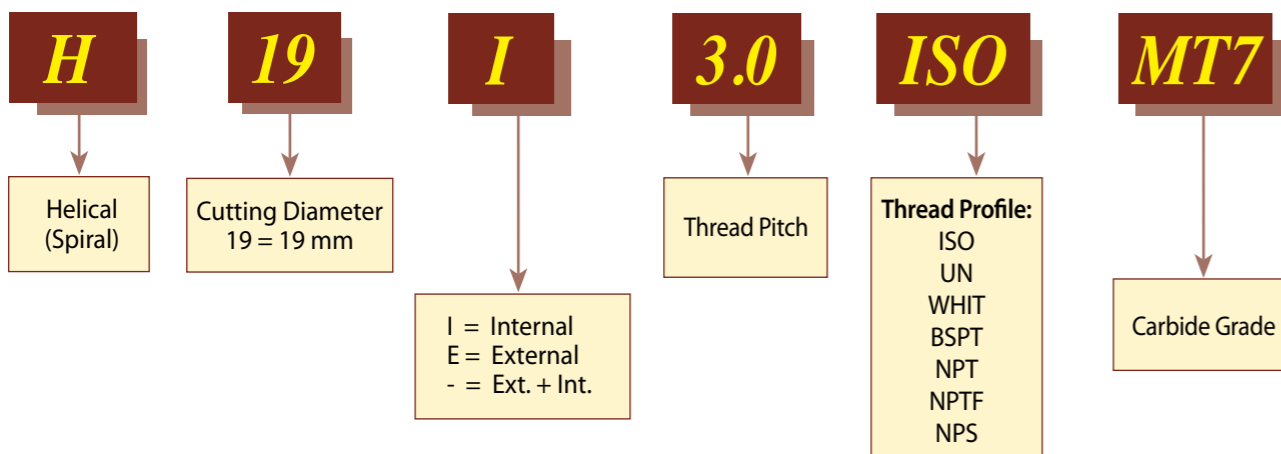 H 19 I 3.0 ISO MT7
Helical
(Spiral)
Cutting Diameter
19 = 19 mm
I = Internal
E = External
- = Ext. + Int.
Thread Pitch
Thread Profile:
ISO
UN
WHIT
BSPT
NPT
NPTF
NPS
Carbide Grade